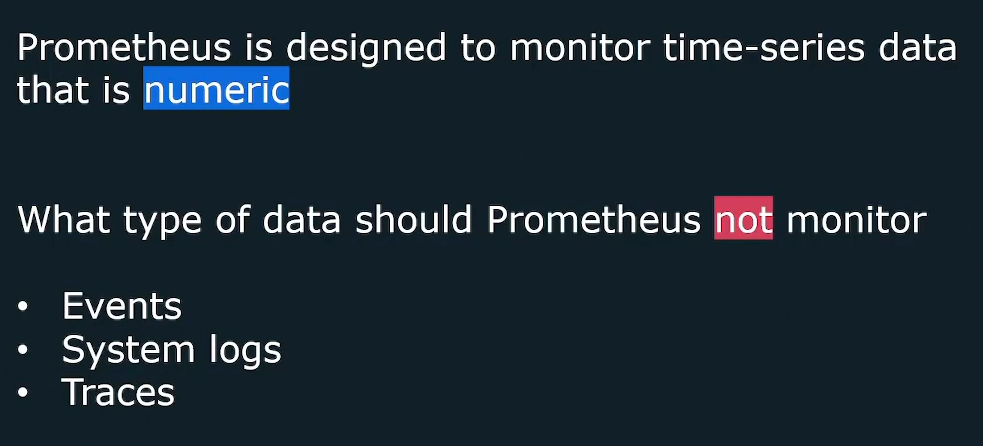 Prometheus is designed to monitor time-series data
that is numeric
What type of data should Prometheus not monitor
• Events
• System logs
• Traces